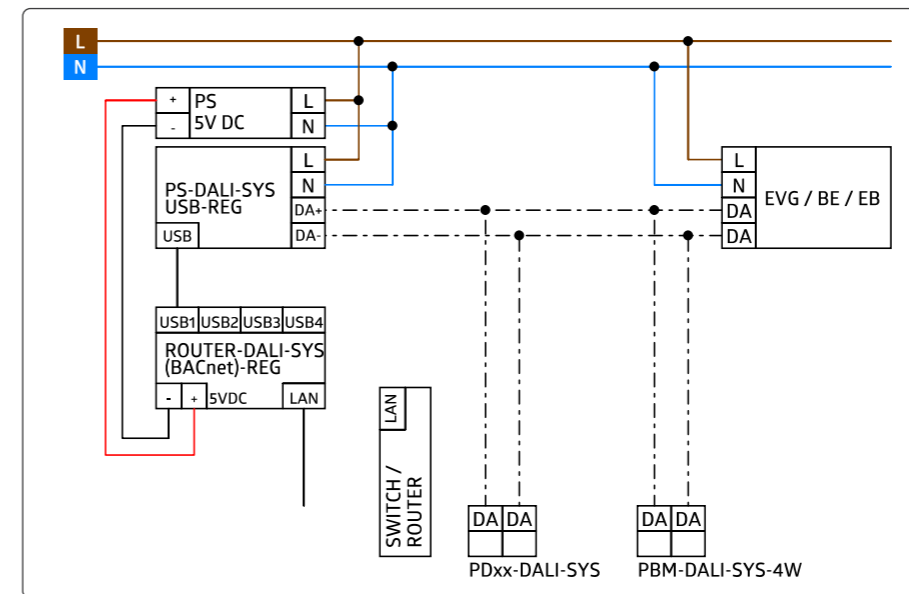 L
N
+ PS L
- 5V DC N
L
PS-DALI-SYS N
USB-REG DA+
USB DA-
L
N EVG / BE / EB
DA
DA
USB1 USB2 USB3 USB4
ROUTER-DALI-SYS
(BACnet)-REG
- + 5VDC LAN
LAN
SWITCH /
ROUTER
DA DA
PDxx-DALI-SYS
DA DA
PBM-DALI-SYS-4W